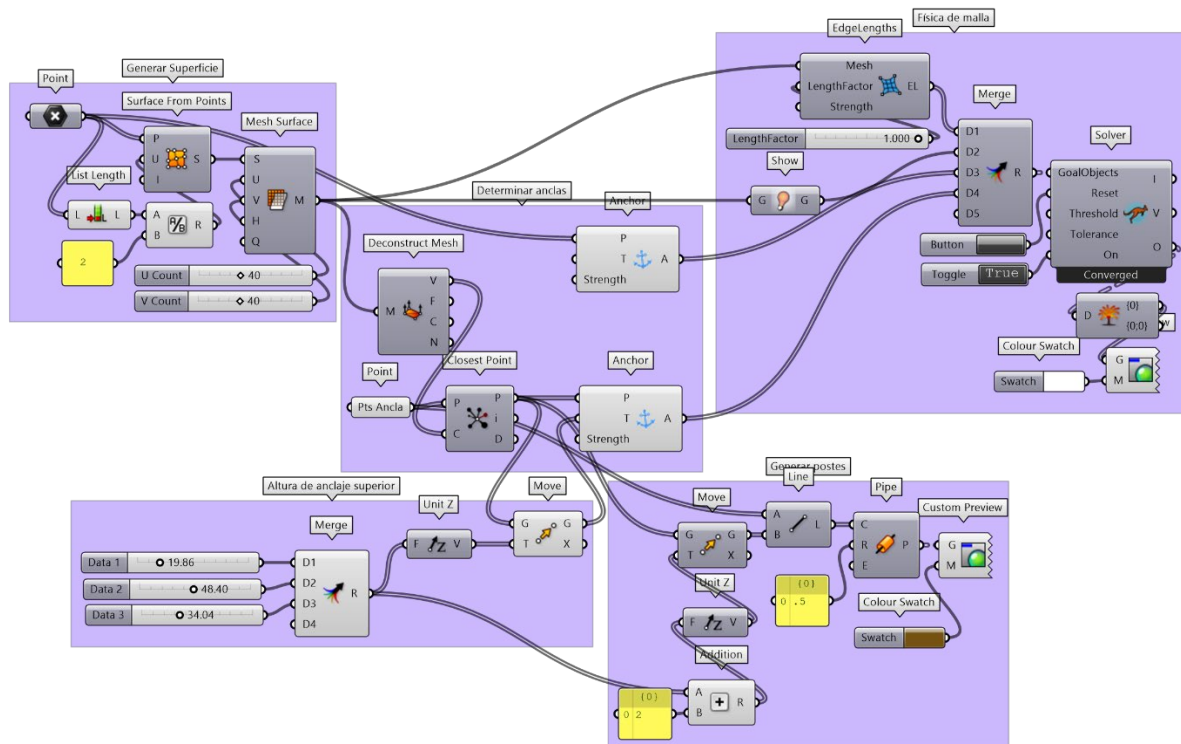 Point
Generar Superficie
Surface From Points
P
U
I
S
Mesh Surface
S
U
V
H
Q
M
List Length
L
L
A
B
A/B
R
2
U Count
40
V Count
40
Determinar anclas
Deconstruct Mesh
M
V
F
C
N
Anchor
P
T
Strength
A
Point
Pts Ancla
Closest Point
P
C
P
i
D
Anchor
P
T
Strength
A
Física de malla
EdgeLengths
Mesh
LengthFactor
Strength
EL
LengthFactor
1.000
Show
G
G
Merge
D1
D2
D3
D4
D5
R
Solver
GoalObjects
Reset
Threshold
Tolerance
On
I
V
O
Converged
Button
Toggle
True
D
{0}
{0;0}
w
Colour Swatch
Swatch
G
M
Altura de anclaje superior
Merge
Data 1
19.86
Data 2
48.40
Data 3
34.04
D1
D2
D3
D4
R
Unit Z
F
Z
V
Move
G
T
G
X
Generar postes
Line
A
B
L
Move
G
T
G
X
Pipe
C
R
E
P
Custom Preview
G
M
Unit Z
F
Z
V
{0}
0 .5
Colour Swatch
Swatch
Addition
A
B
R
{0}
0 2